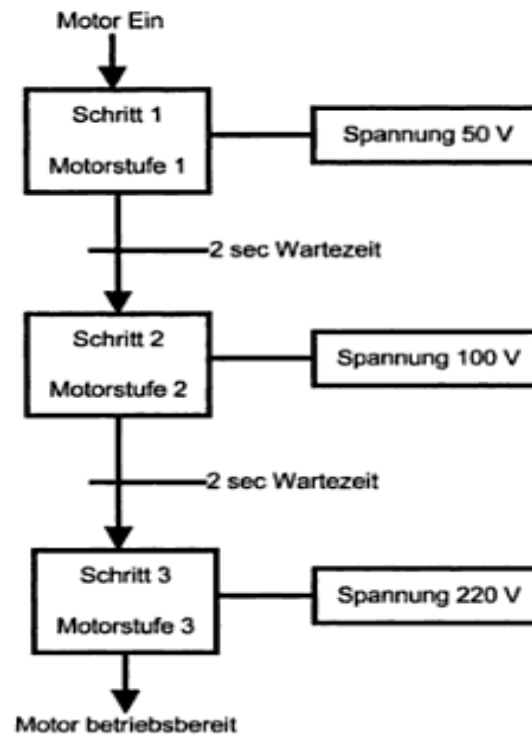 Motor Ein
Schritt 1
Motorstufe 1
Spannung 50 V
2 sec Wartezeit
Schritt 2
Motorstufe 2
Spannung 100 V
2 sec Wartezeit
Schritt 3
Motorstufe 3
Spannung 220 V
Motor betriebsbereit